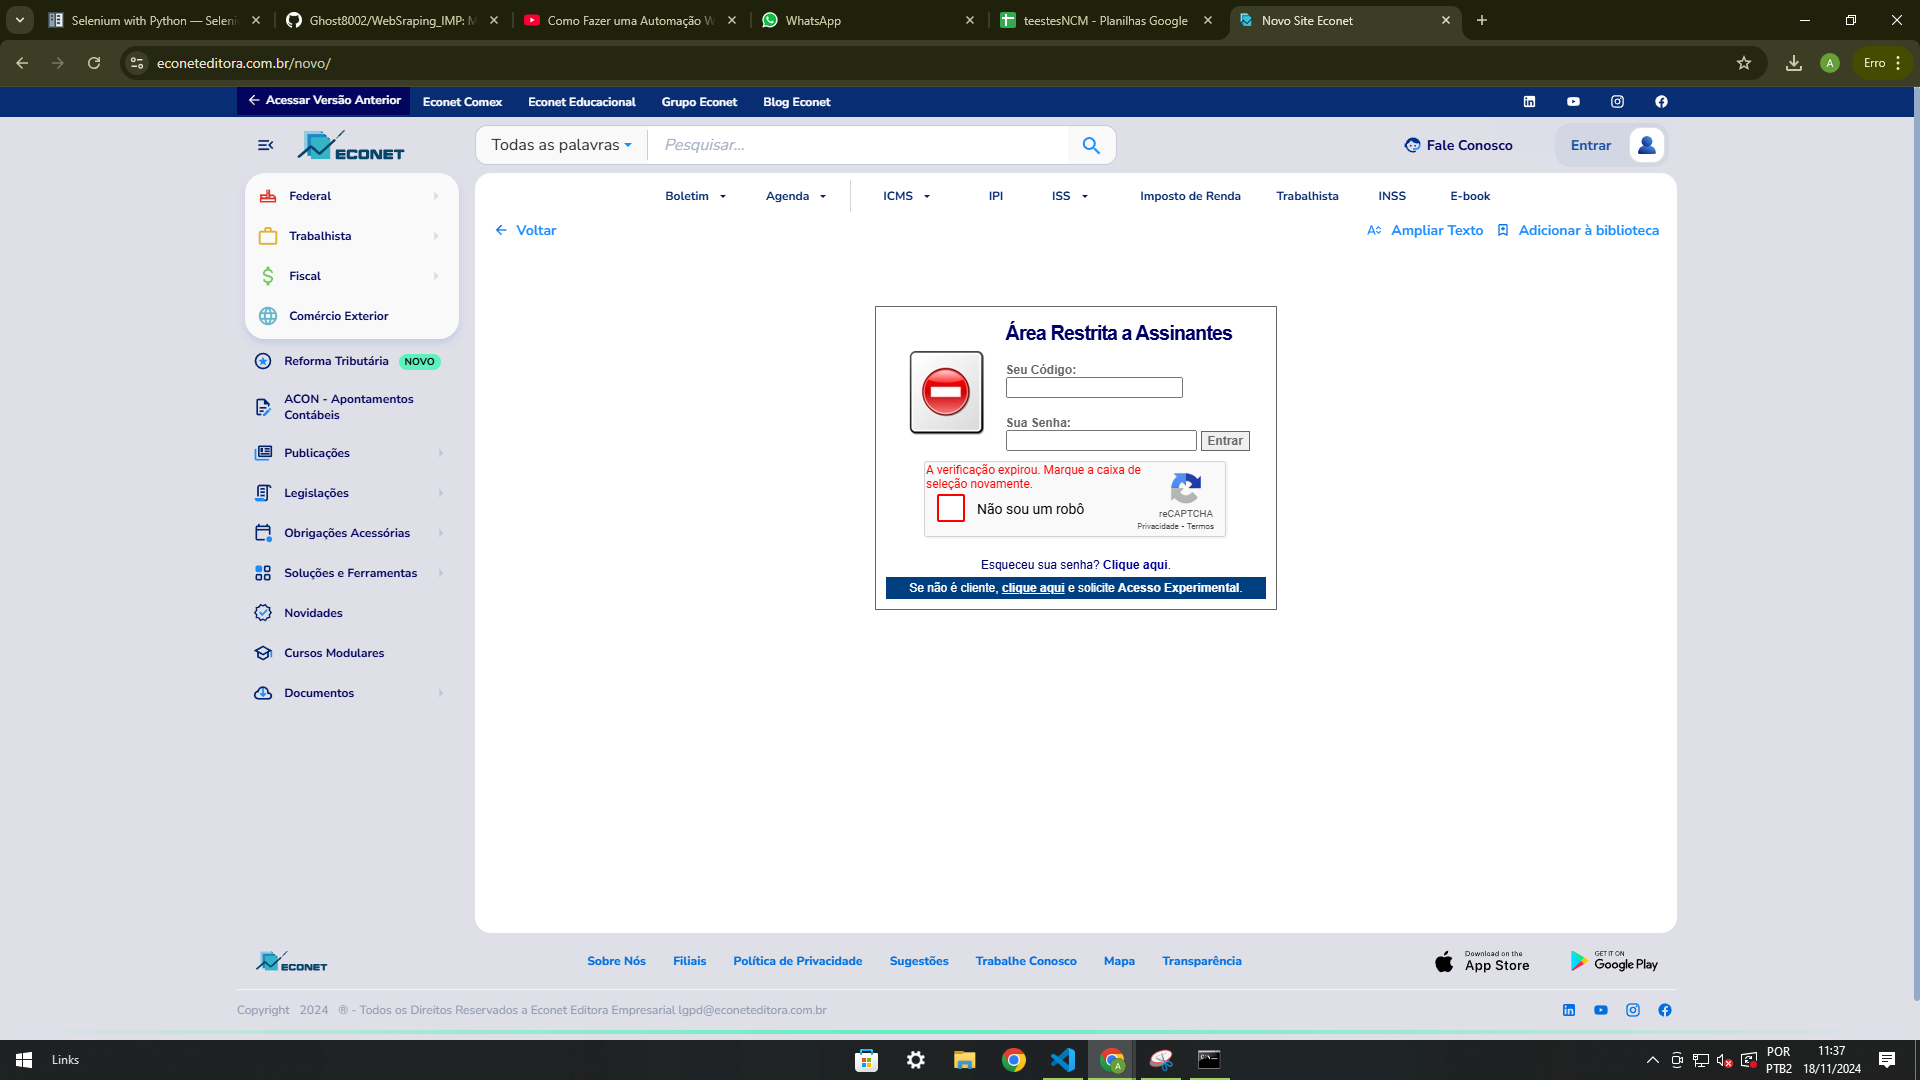 Selenium with Python — Seleni
Ghost8002/WebSraping_IMP: M
Como Fazer uma Automação W
WhatsApp
teestesNCM - Planilhas Google
Novo Site Econet
econeteditora.com.br/novo/
A
Erro
Acessar Versão Anterior
Econet Comex
Econet Educacional
Grupo Econet
Blog Econet
ECONET
Todas as palavras
Pesquisar...
Fale Conosco
Entrar
Federal
Trabalhista
Fiscal
Comércio Exterior
Reforma Tributária NOVO
ACON - Apontamentos
Contábeis
Publicações
Legislações
Obrigações Acessórias
Soluções e Ferramentas
Novidades
Cursos Modulares
Documentos
Boletim
Agenda
ICMS
IPI
ISS
Imposto de Renda
Trabalhista
INSS
E-book
Voltar
Ampliar Texto
Adicionar à biblioteca
Área Restrita a Assinantes
Seu Código:
Sua Senha:
Entrar
A verificação expirou. Marque a caixa de
seleção novamente.
Não sou um robô
reCAPTCHA
Privacidade - Termos
Esqueceu sua senha? Clique aqui.
Se não é cliente, clique aqui e solicite Acesso Experimental.
ECONET
Sobre Nós
Filiais
Política de Privacidade
Sugestões
Trabalhe Conosco
Mapa
Transparência
Download on the
App Store
GET IT ON
Google Play
Copyright 2024 ® - Todos os Direitos Reservados a Econet Editora Empresarial lgpd@econeteditora.com.br
Links
A
POR
PTB2
11:37
18/11/2024